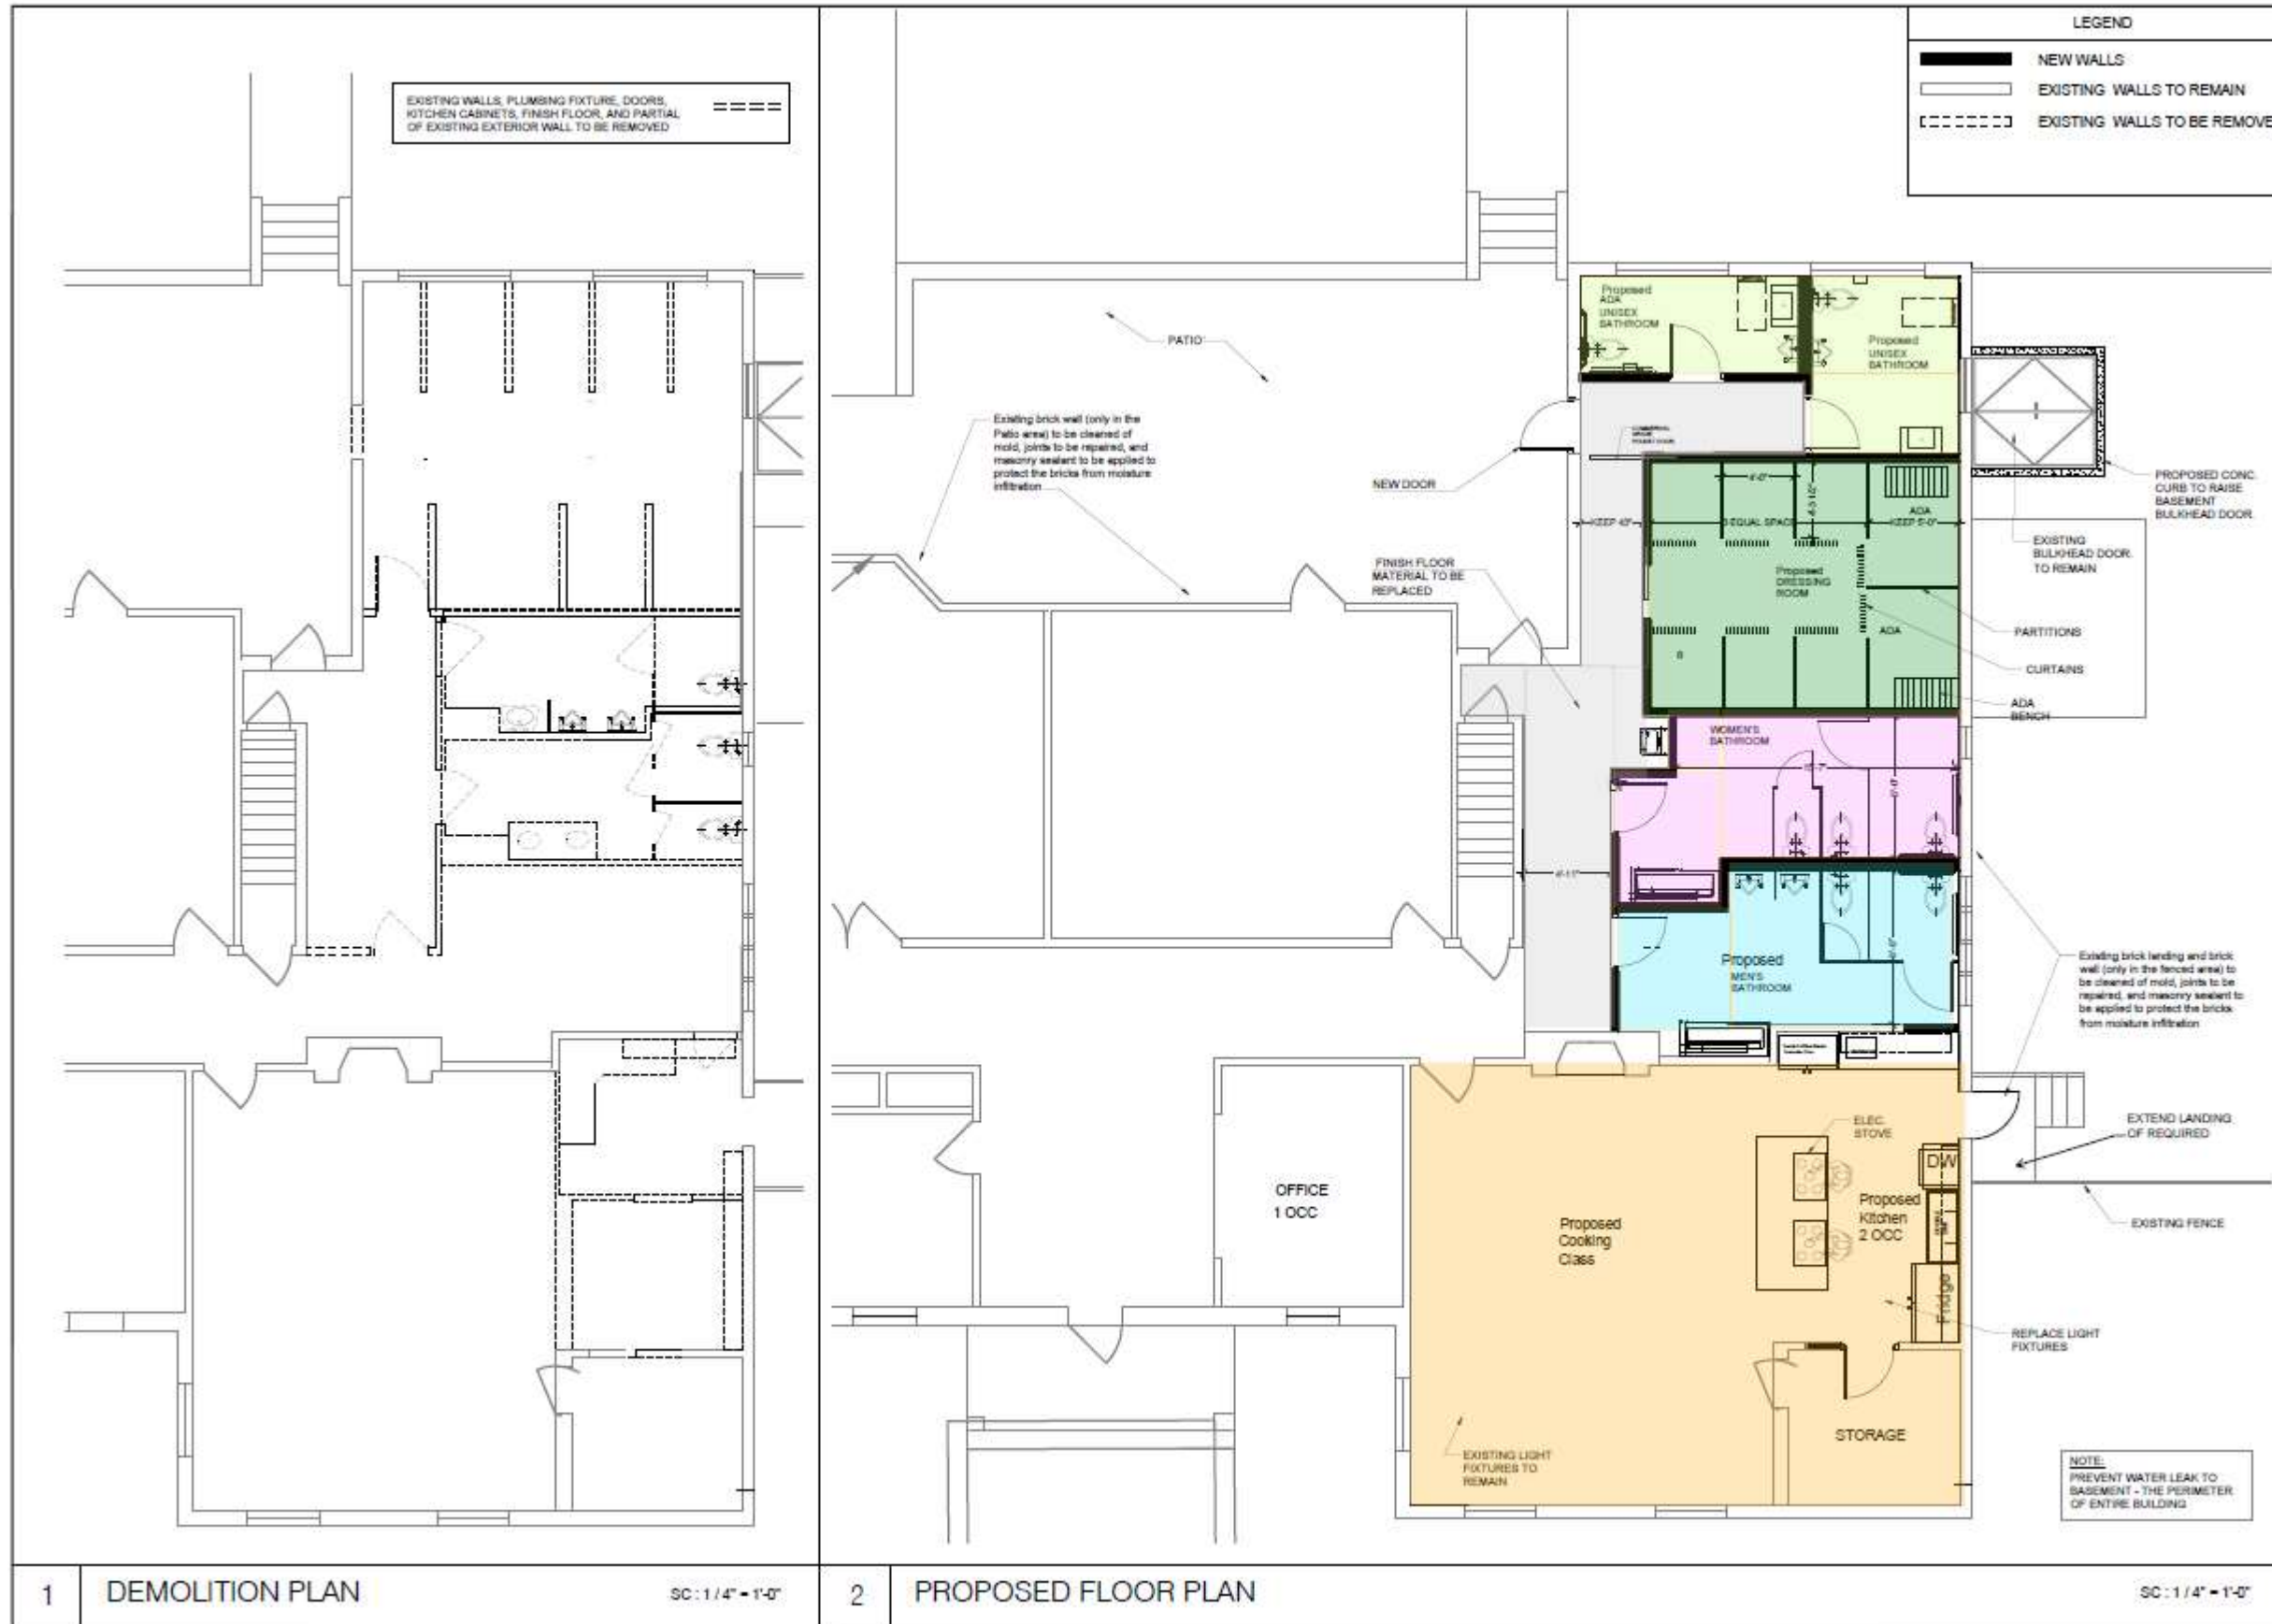 EXISTING WALLS, PLUMBING FIXTURE, DOORS,
KITCHEN CABINETS, FINISH FLOOR, AND PARTIAL
OF EXISTING EXTERIOR WALL TO BE REMOVED
1
DEMOLITION PLAN
SC : 1 / 4" = 1'-0"
LEGEND
NEW WALLS
EXISTING WALLS TO REMAIN
EXISTING WALLS TO BE REMOVE
Proposed
ADA
UNISEX
BATHROOM
Proposed
UNISEX
BATHROOM
PATIO
Existing brick wall (only in the
Patio area) to be cleaned of
mold, joints to be repaired, and
masonry sealant to be applied to
protect the bricks from moisture
infiltration
NEW DOOR
PROPOSED CONC.
CURB TO RAISE
BASEMENT
BULKHEAD DOOR
4'-0"
KEEP 43"
3 EQUAL SPACE
ADA
KEEP 5'-0"
EXISTING
BULKHEAD DOOR
TO REMAIN
FINISH FLOOR
MATERIAL TO BE
REPLACED
Proposed
DRESSING
ROOM
ADA
PARTITIONS
CURTAINS
ADA
BENCH
WOMEN'S
BATHROOM
4'-11"
Proposed
MEN'S
BATHROOM
Existing brick landing and brick
wall (only in the fenced area) to
be cleaned of mold, joints to be
repaired, and masonry sealant to
be applied to protect the bricks
from moisture infiltration
ELEC.
STOVE
EXTEND LANDING
OF REQUIRED
DW
OFFICE
1 OCC
Proposed
Cooking
Class
Proposed
Kitchen
2 OCC
EXISTING FENCE
Fridge
REPLACE LIGHT
FIXTURES
STORAGE
EXISTING LIGHT
FIXTURES TO
REMAIN
NOTE:
PREVENT WATER LEAK TO
BASEMENT - THE PERIMETER
OF ENTIRE BUILDING
2
PROPOSED FLOOR PLAN
SC : 1 / 4" = 1'-0"